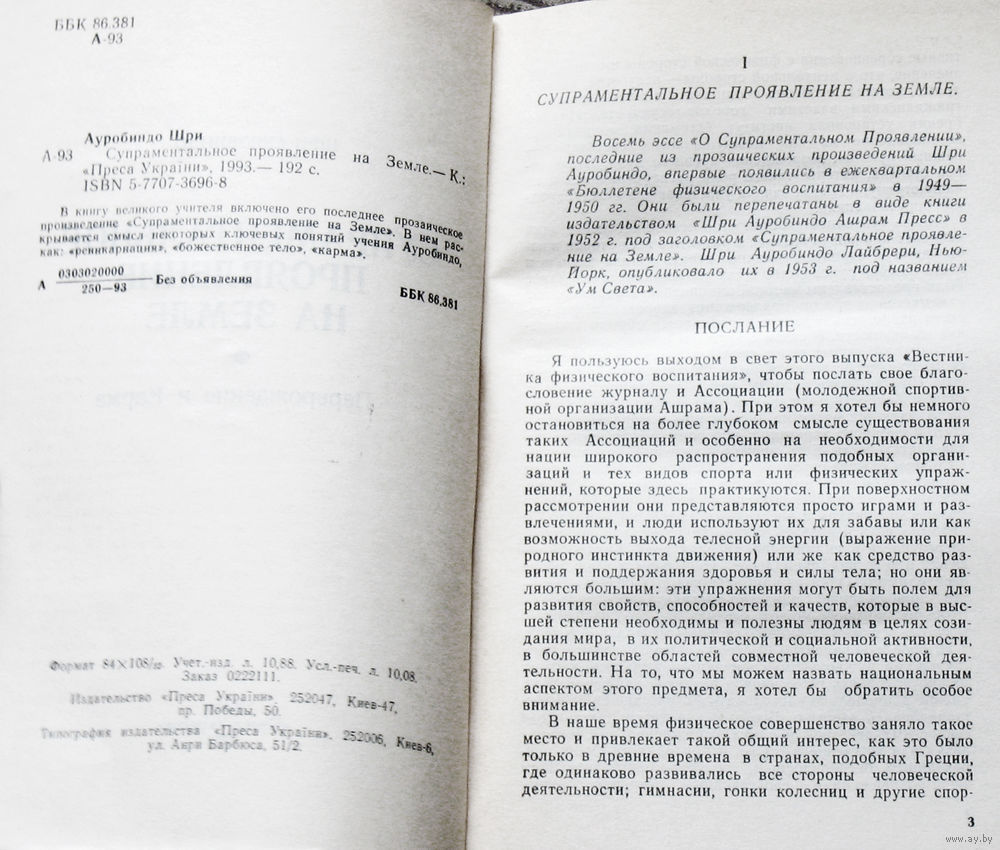 ББК 86.381
А-93
Ауробиндо Шри
А-93 Супраментальное проявление на Земле.— К.:
«Преса Украïни», 1993.— 192 с.
ISBN 5-7707-3696-8
В книгу великого учителя включено его последнее прозаическое
произведение «Супраментальное проявление на Земле». В нем рас-
крывается смысл некоторых ключевых понятий учения Ауробиндо,
как: «реинкарнация», «божественное тело», «карма».
А 0303020000
250—93
Без объявления
ББК 86.381
Формат 84×108/32. Учет.-изд. л. 10,88. Усл.-печ. л. 10,08.
Заказ 0222111.
Издательство «Преса Украïни», 252047, Киев-47,
пр. Победы, 50.
Типография издательства «Преса Украïни», 252006, Киев-6,
ул. Анри Барбюса, 51/2.
I
СУПРАМЕНТАЛЬНОЕ ПРОЯВЛЕНИЕ НА ЗЕМЛЕ.
Восемь эссе «О Супраментальном Проявлении»,
последние из прозаических произведений Шри
Ауробиндо, впервые появились в ежеквартальном
«Бюллетене физического воспитания» в 1949—
1950 гг. Они были перепечатаны в виде книги
издательством «Шри Ауробиндо Ашрам Пресс» в
1952 г. под заголовком «Супраментальное проявле-
ние на Земле». Шри Ауробиндо Лайбрери, Нью-
Йорк, опубликовало их в 1953 г. под названием
«Ум Света».
ПОСЛАНИЕ
Я пользуюсь выходом в свет этого выпуска «Вестни-
ка физического воспитания», чтобы послать свое благо-
словение журналу и Ассоциации (молодежной спортив-
ной организации Ашрама). При этом я хотел бы немного
остановиться на более глубоком смысле существования
таких Ассоциаций и особенно на необходимости для
нации широкого распространения подобных органи-
заций и тех видов спорта или физических упраж-
нений, которые здесь практикуются. При поверхностном
рассмотрении они представляются просто играми и раз-
влечениями, и люди используют их для забавы или как
возможность выхода телесной энергии (выражение при-
родного инстинкта движения) или же как средство раз-
вития и поддержания здоровья и силы тела; но они яв-
ляются большим: эти упражнения могут быть полем для
развития свойств, способностей и качеств, которые в выс-
шей степени необходимы и полезны людям в целях сози-
дания мира, в их политической и социальной активности,
в большинстве областей совместной человеческой дея-
тельности. На то, что мы можем назвать национальным
аспектом этого предмета, я хотел бы обратить особое
внимание.
В наше время физическое совершенство заняло такое
место и привлекает такой общий интерес, как это было
только в древние времена в странах, подобных Греции,
где одинаково развивались все стороны человеческой
деятельности; гимнасии, гонки колесниц и другие спор-
3
www.ay.by